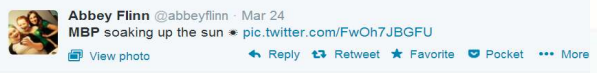 Abbey Flinn @abbeyflinn · Mar 24
MBP soaking up the sun ☀ pic.twitter.com/FwOh7JBGFU
View photo Reply Retweet Favorite Pocket More